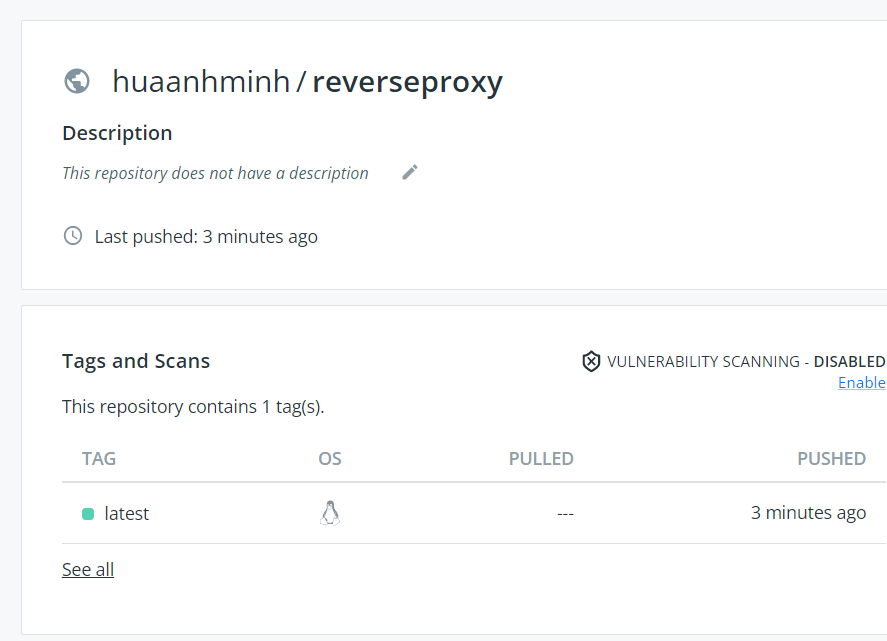 huaanhminh / reverseproxy
Description
This repository does not have a description
Last pushed: 3 minutes ago
Tags and Scans
VULNERABILITY SCANNING - DISABLED
Enable
This repository contains 1 tag(s).
TAG OS PULLED PUSHED
latest --- 3 minutes ago
See all